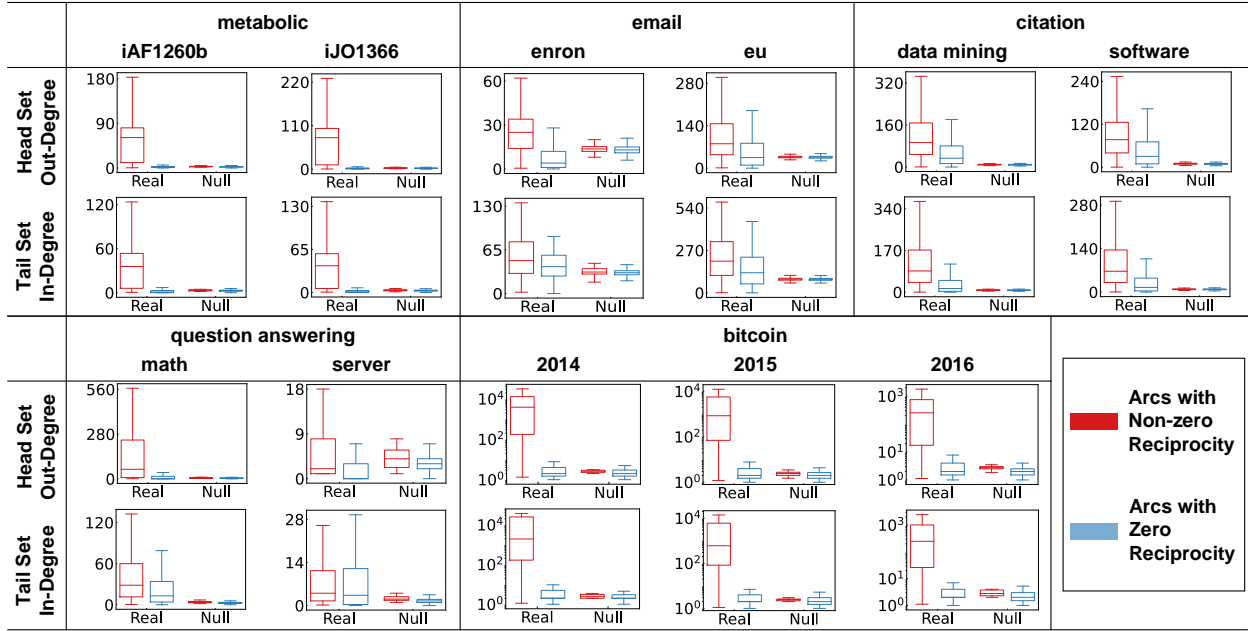 metabolic email citation
iAF1260b iJO1366 enron eu data mining software
Head Set
Out-Degree
180
90
0
Real Null
220
110
0
Real Null
60
30
0
Real Null
280
140
0
Real Null
320
160
0
Real Null
240
120
0
Real Null
Tail Set
In-Degree
120
60
0
Real Null
130
65
0
Real Null
130
65
0
Real Null
540
270
0
Real Null
340
170
0
Real Null
280
140
0
Real Null
question answering bitcoin
math server 2014 2015 2016
Head Set
Out-Degree
560
280
0
Real Null
18
9
0
Real Null
10⁴
10²
10⁰
Real Null
10⁴
10²
10⁰
Real Null
10³
10²
10¹
10⁰
Real Null
Tail Set
In-Degree
120
60
0
Real Null
28
14
0
Real Null
10⁴
10²
10⁰
Real Null
10⁴
10²
10⁰
Real Null
10³
10²
10¹
10⁰
Real Null
Arcs with
Non-zero
Reciprocity
Arcs with
Zero
Reciprocity